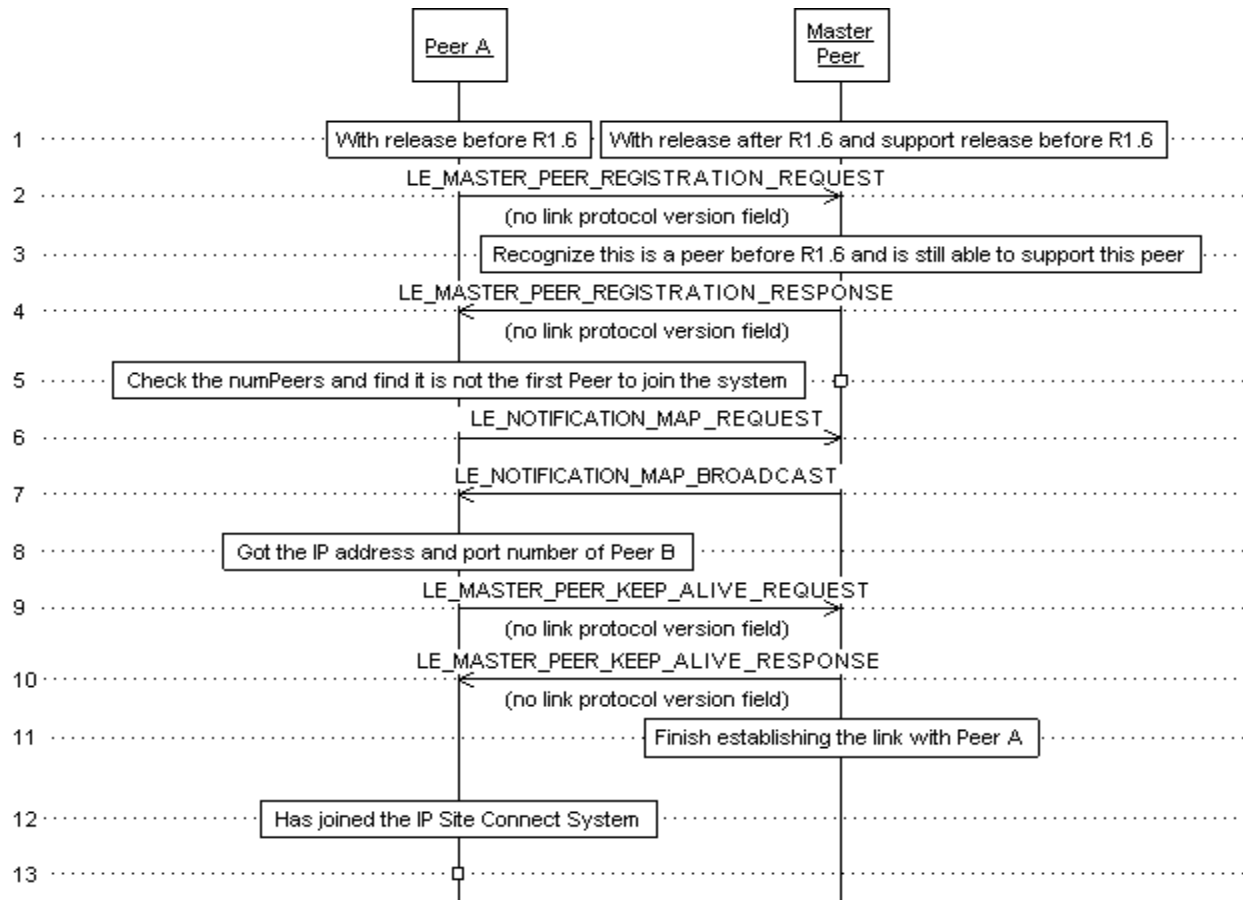 Peer A
Master
Peer
1
With release before R1.6
With release after R1.6 and support release before R1.6
LE_MASTER_PEER_REGISTRATION_REQUEST
2
(no link protocol version field)
3
Recognize this is a peer before R1.6 and is still able to support this peer
LE_MASTER_PEER_REGISTRATION_RESPONSE
4
(no link protocol version field)
5
Check the numPeers and find it is not the first Peer to join the system
LE_NOTIFICATION_MAP_REQUEST
6
LE_NOTIFICATION_MAP_BROADCAST
7
8
Got the IP address and port number of Peer B
LE_MASTER_PEER_KEEP_ALIVE_REQUEST
9
(no link protocol version field)
LE_MASTER_PEER_KEEP_ALIVE_RESPONSE
10
(no link protocol version field)
11
Finish establishing the link with Peer A
12
Has joined the IP Site Connect System
13